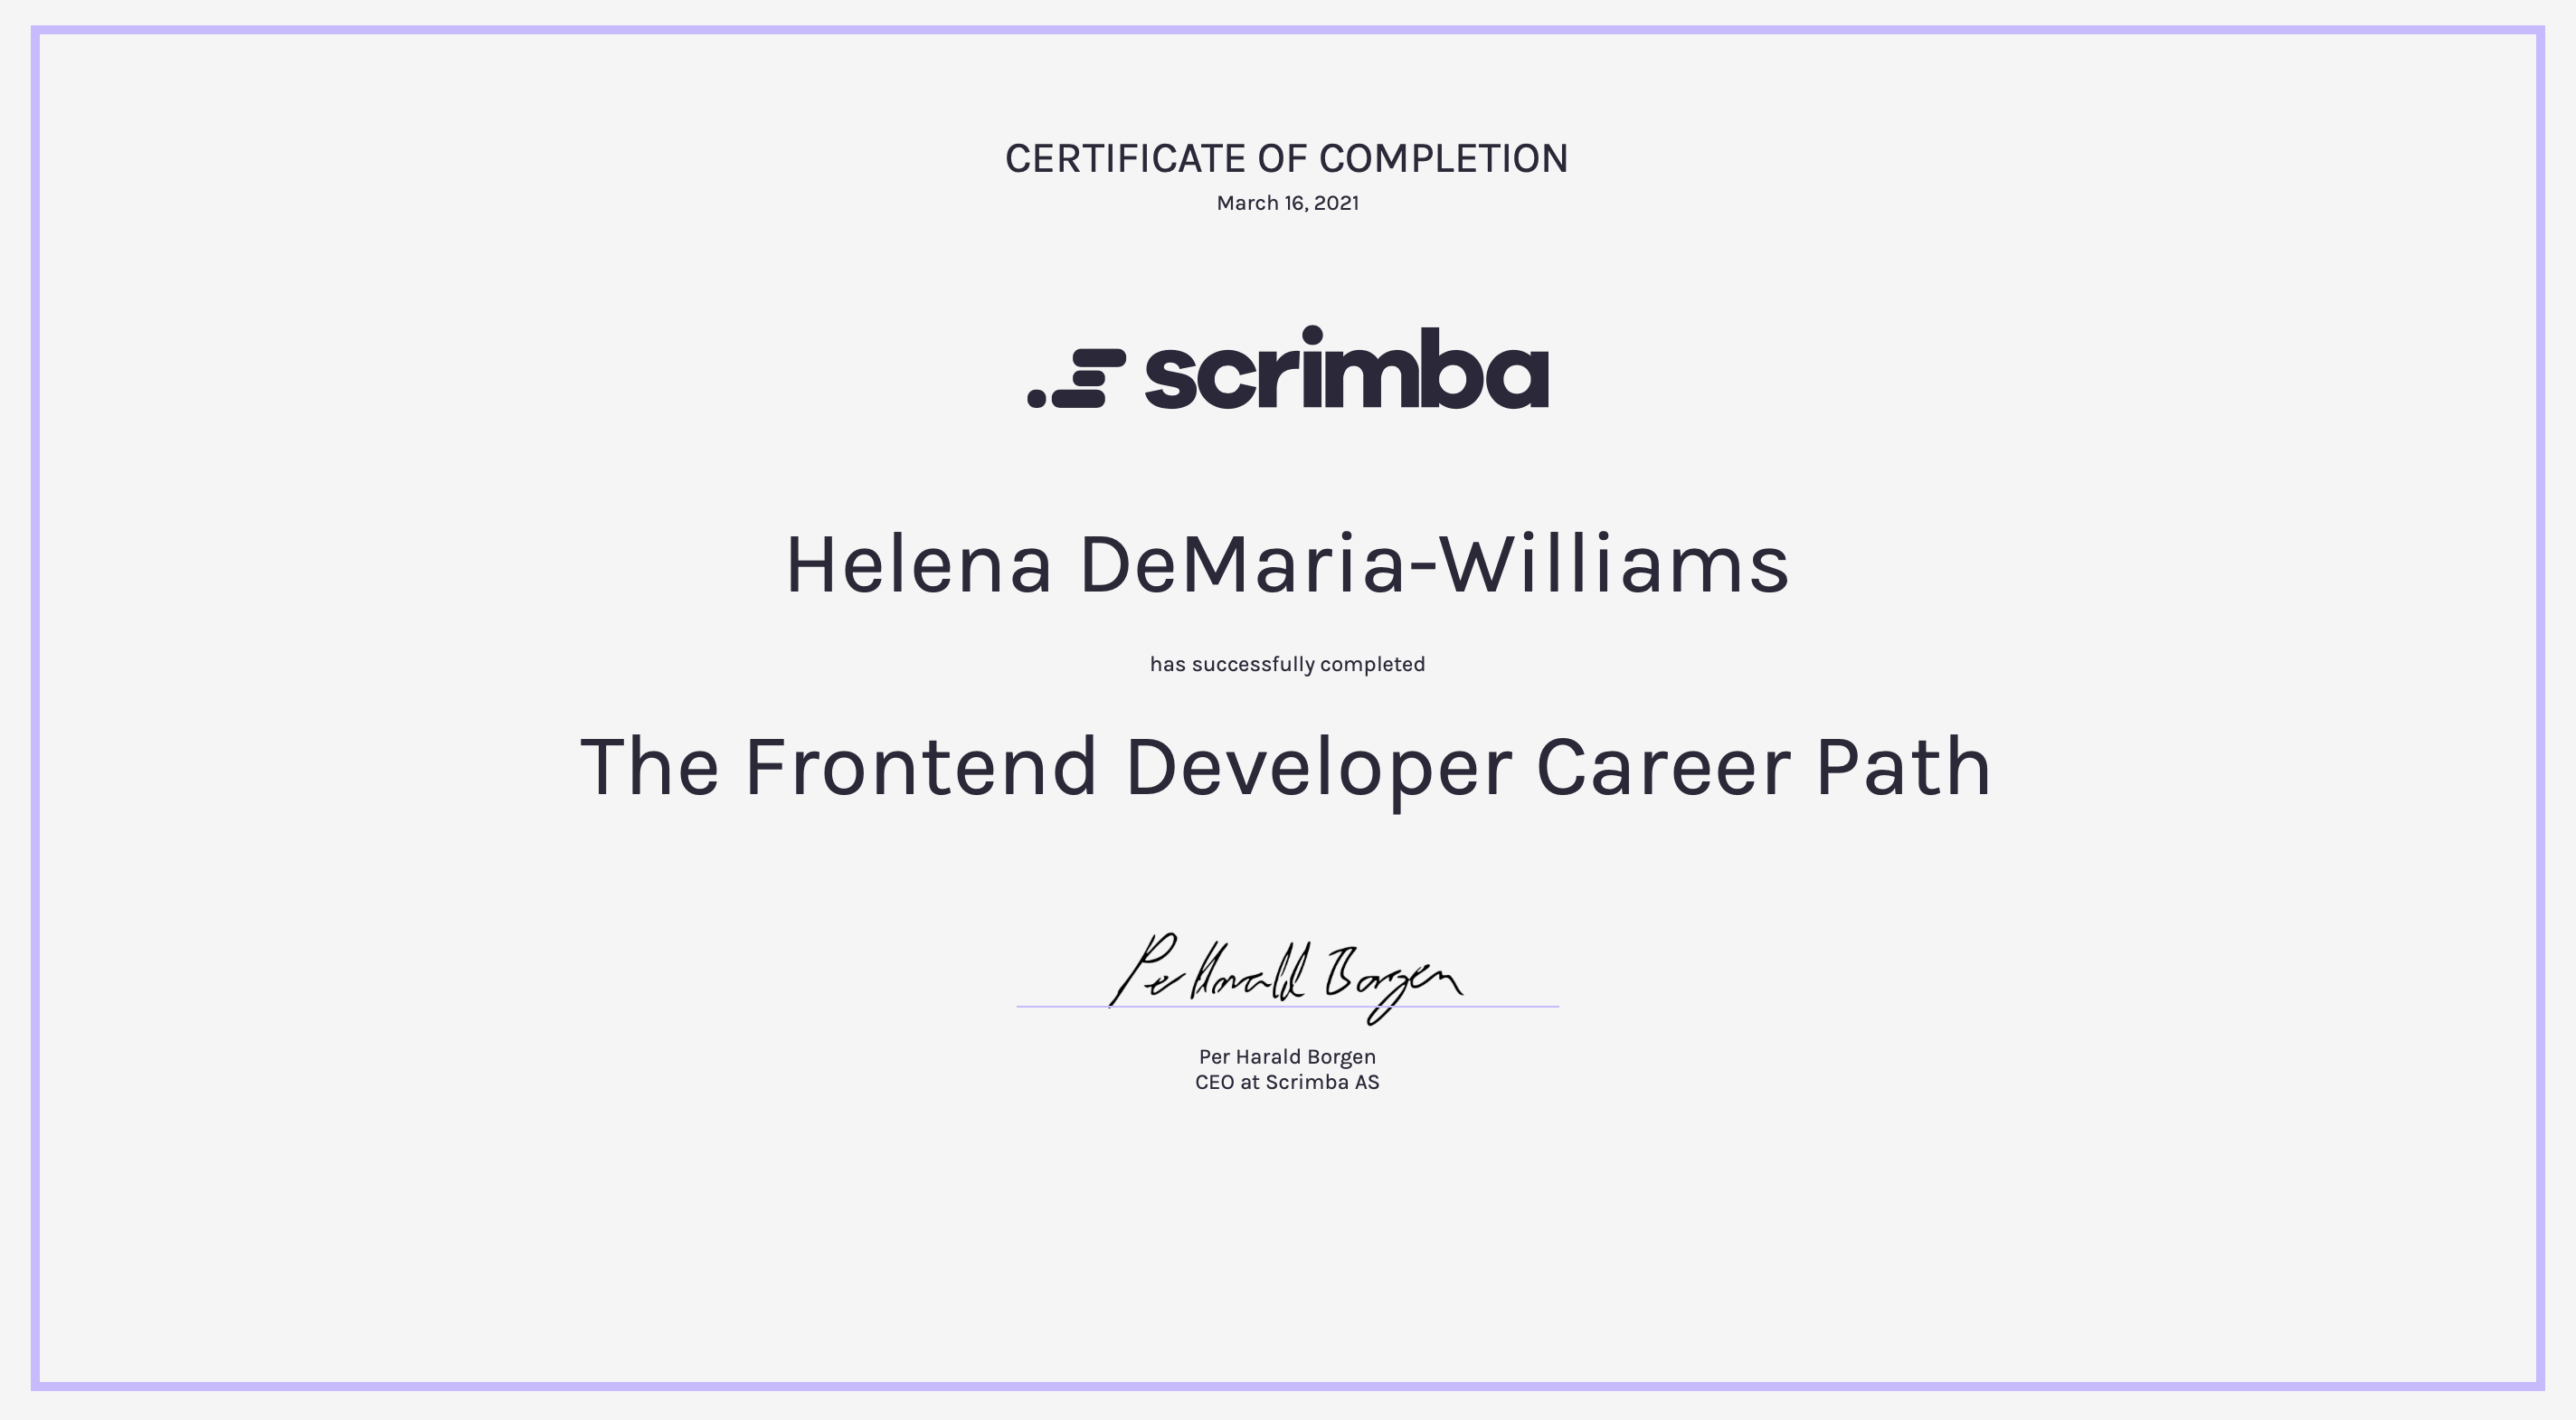 CERTIFICATE OF COMPLETION
March 16, 2021
scrimba
Helena DeMaria-Williams
has successfully completed
The Frontend Developer Career Path
Per Harald Borgen
Per Harald Borgen
CEO at Scrimba AS